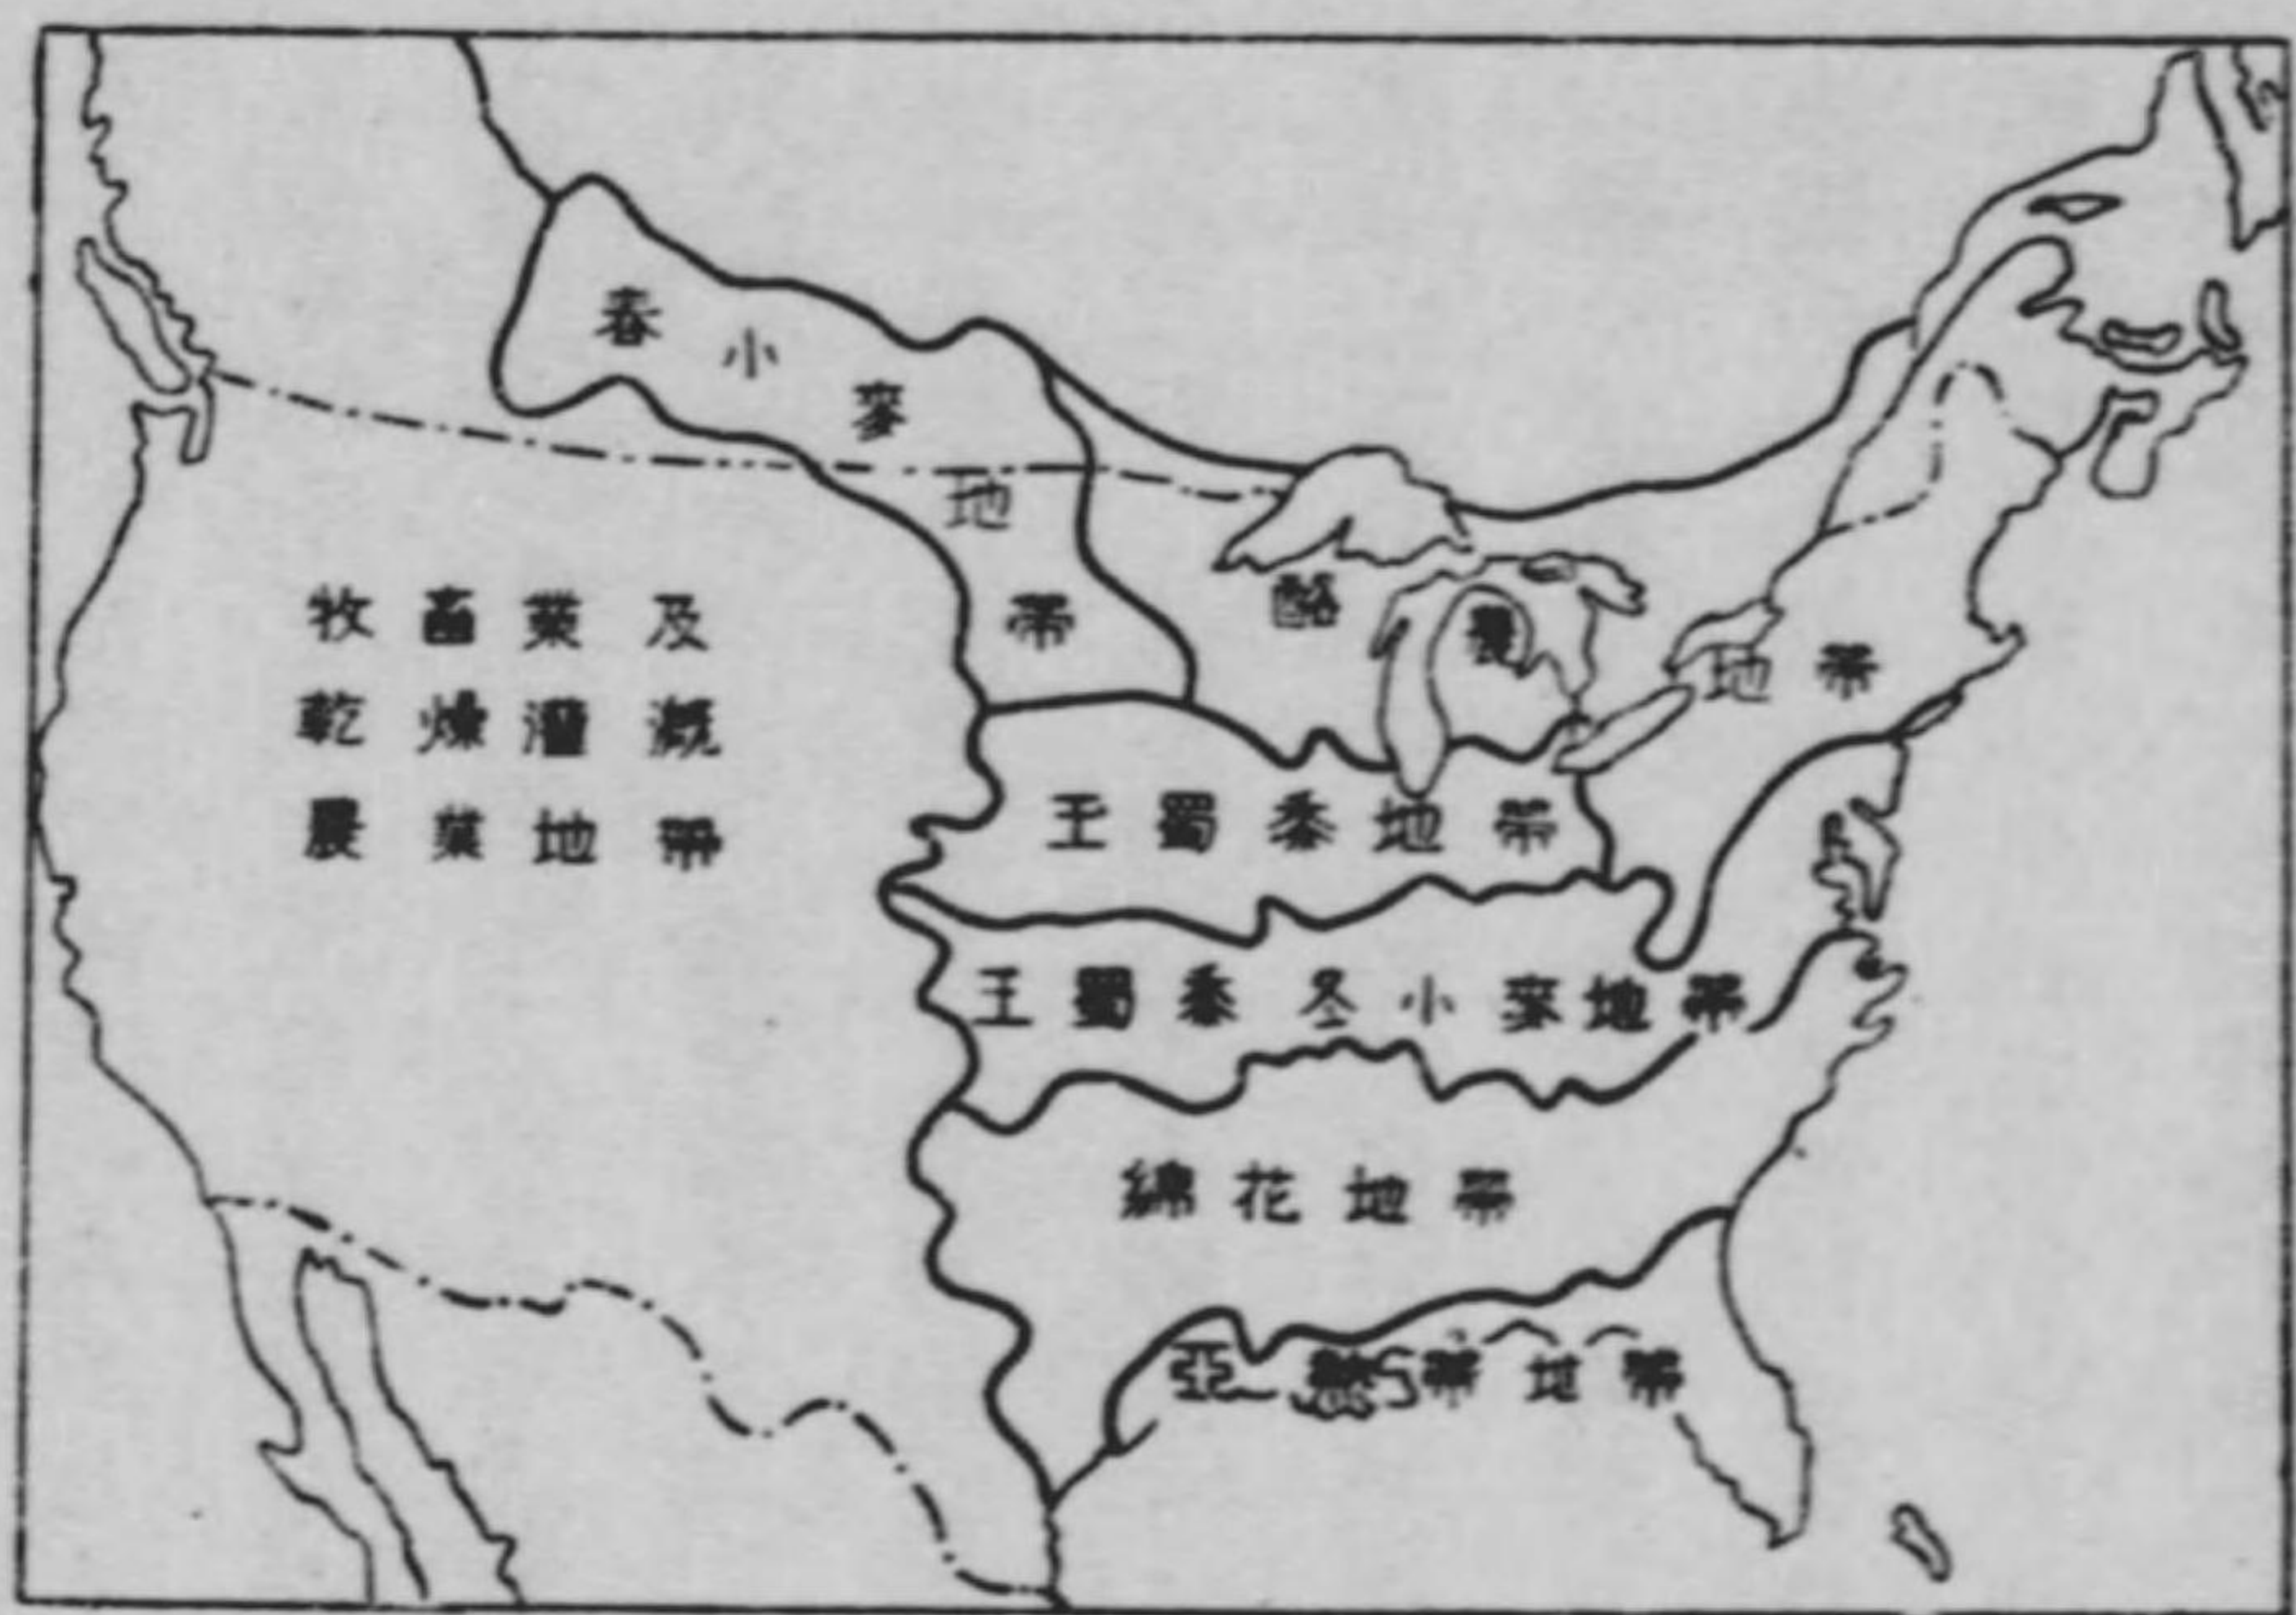 春小麥地帶
牧畜業及
乾燥灌漑
農業地帶
酪農地帶
玉蜀黍地帶
玉蜀黍冬小麥地帶
綿花地帶
亞熱帶地帶